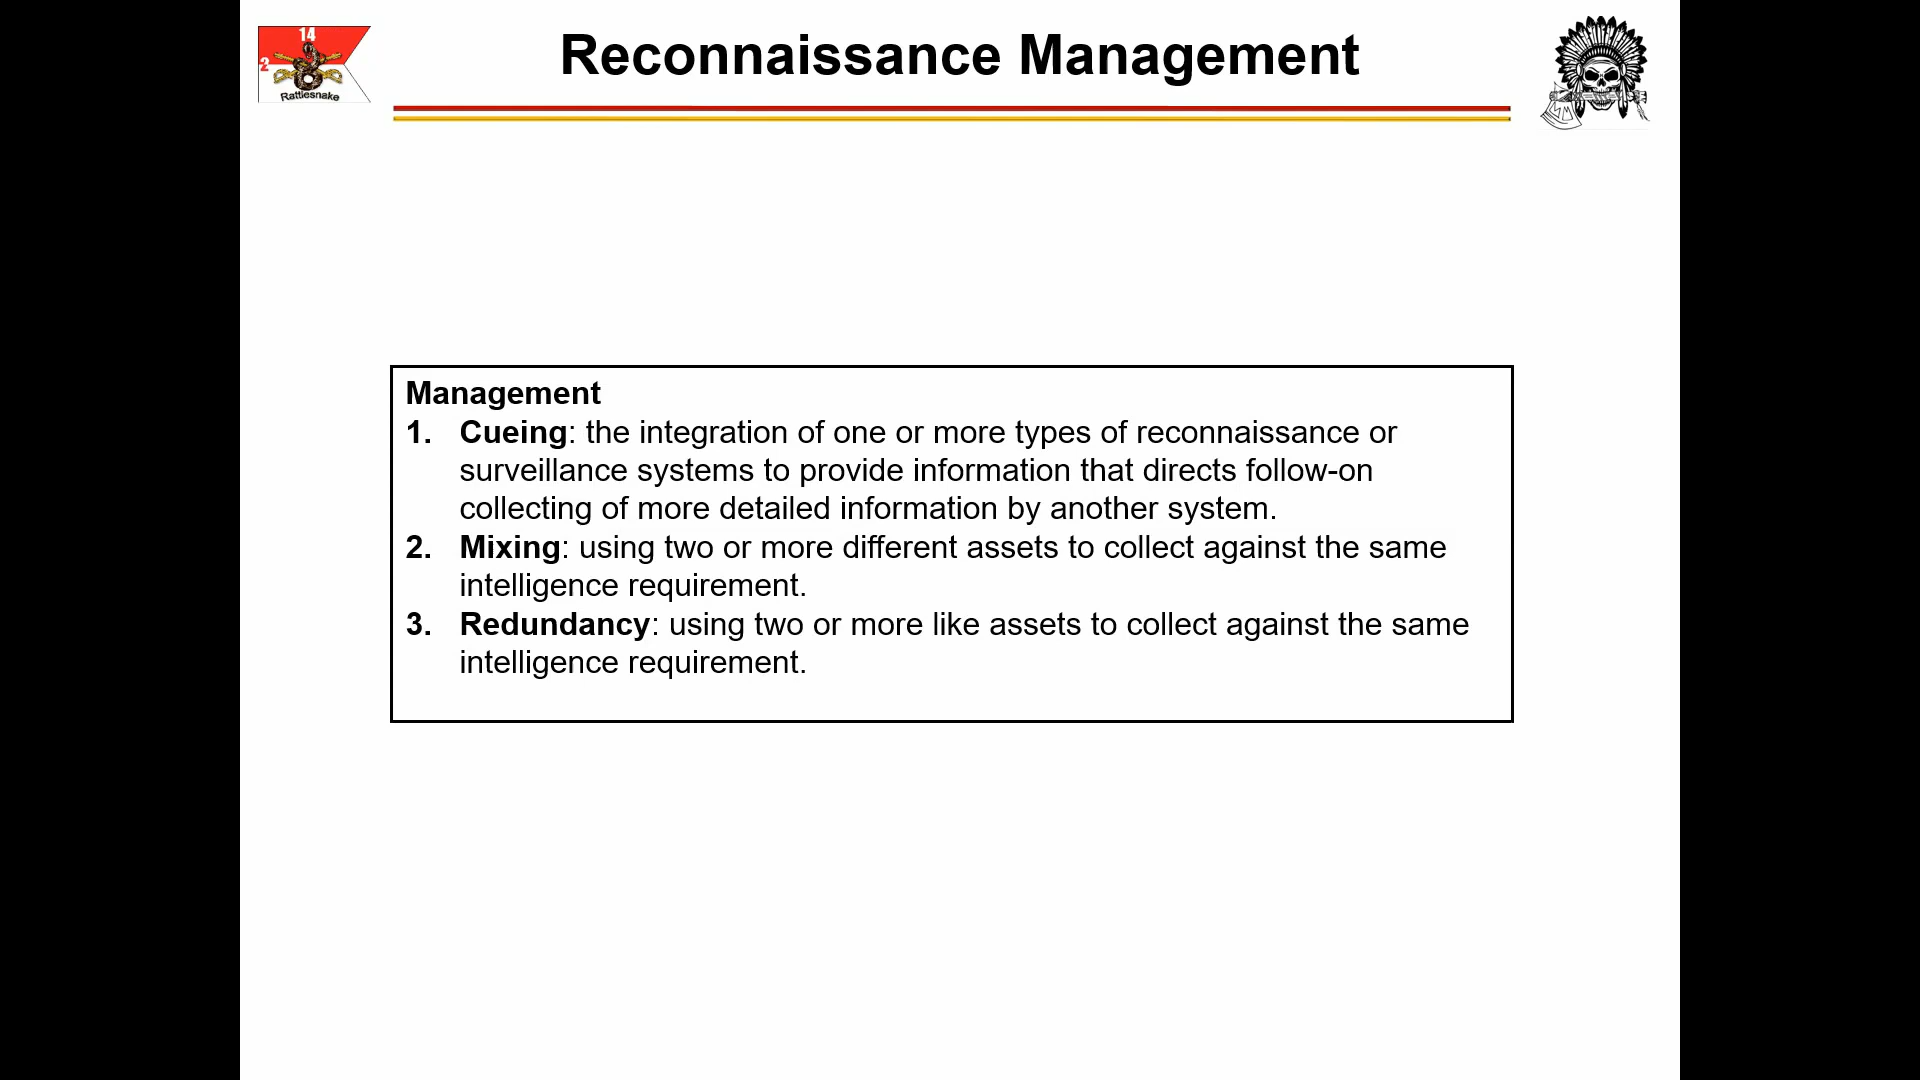 14
2
Rattlesnake
Reconnaissance Management
Management
1. Cueing: the integration of one or more types of reconnaissance or
surveillance systems to provide information that directs follow-on
collecting of more detailed information by another system.
2. Mixing: using two or more different assets to collect against the same
intelligence requirement.
3. Redundancy: using two or more like assets to collect against the same
intelligence requirement.